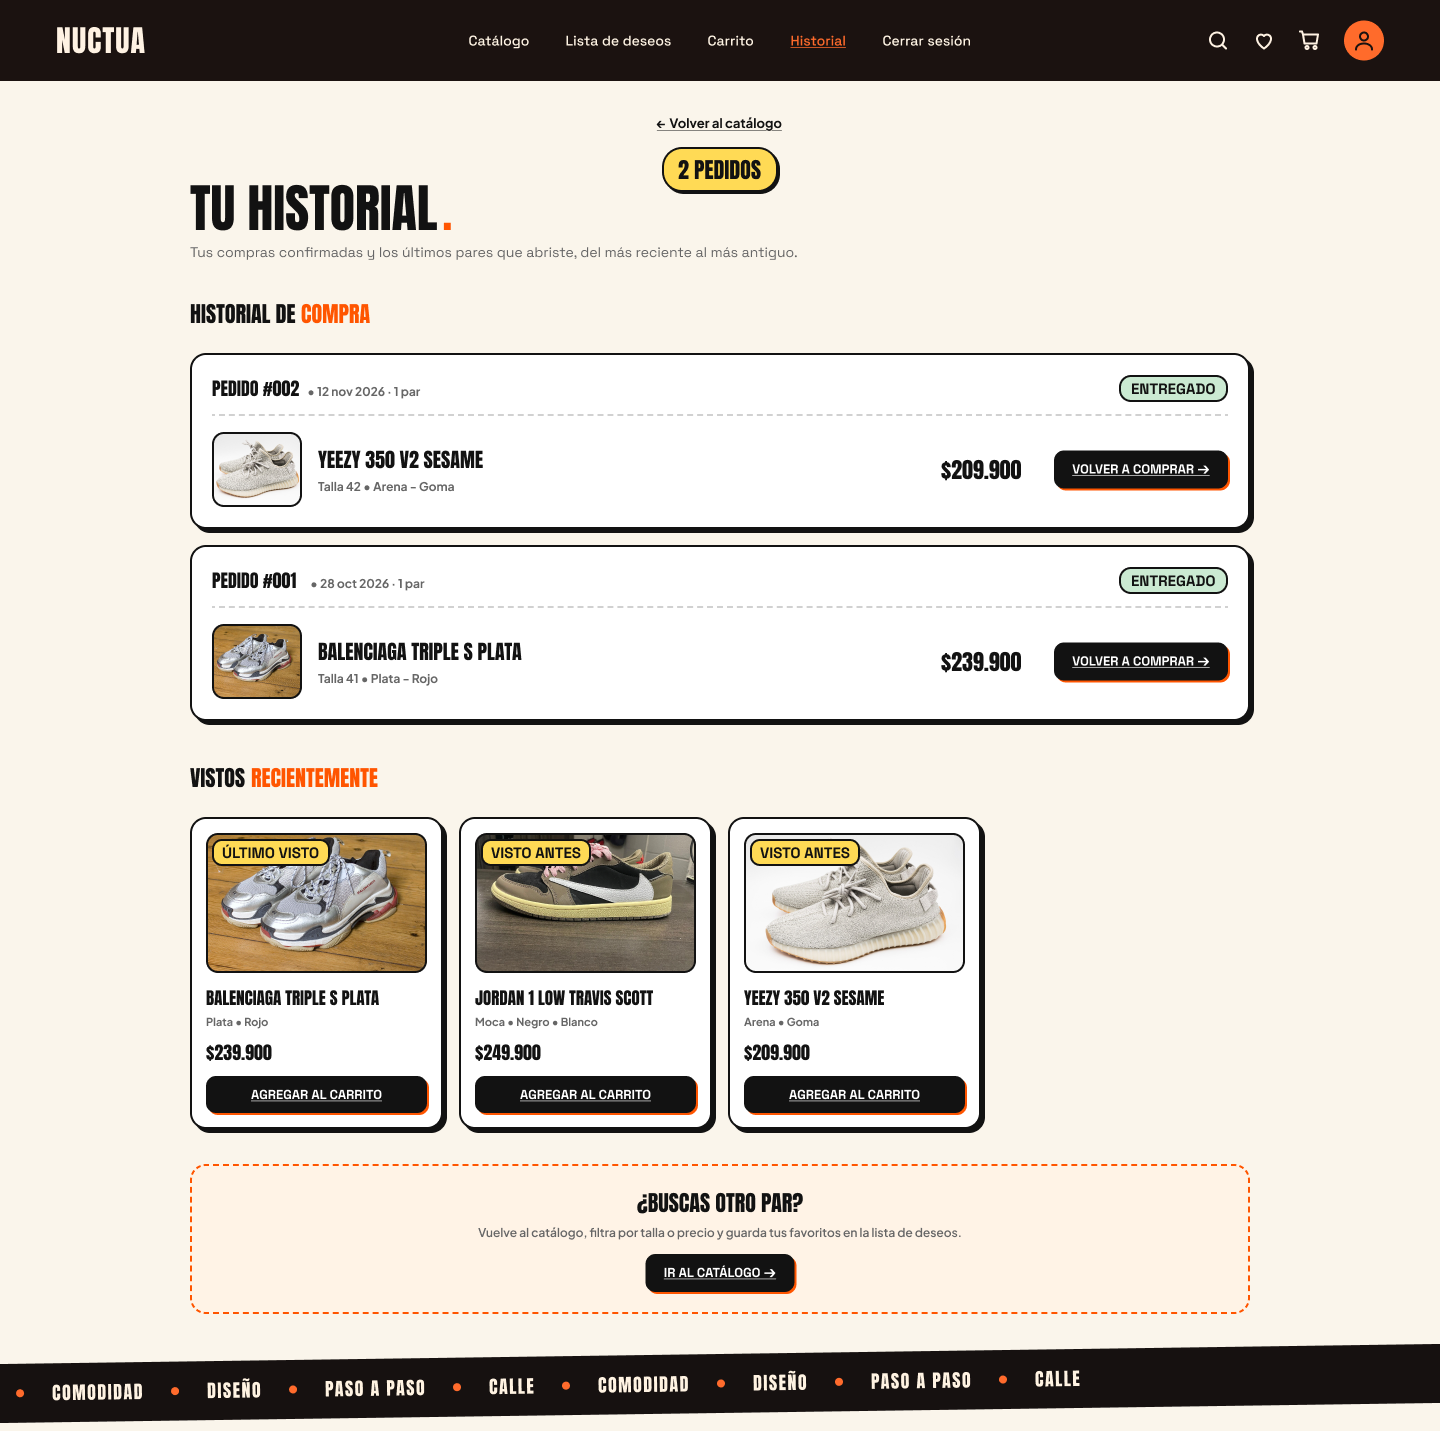 NUCTUA
Catálogo
Lista de deseos
Carrito
Historial
Cerrar sesión
← Volver al catálogo
2 PEDIDOS
TU HISTORIAL.
Tus compras confirmadas y los últimos pares que abriste, del más reciente al más antiguo.
HISTORIAL DE COMPRA
PEDIDO #002 • 12 nov 2026 · 1 par
ENTREGADO
YEEZY 350 V2 SESAME
Talla 42 • Arena – Goma
$209.900
VOLVER A COMPRAR →
PEDIDO #001 • 28 oct 2026 · 1 par
ENTREGADO
BALENCIAGA TRIPLE S PLATA
Talla 41 • Plata – Rojo
$239.900
VOLVER A COMPRAR →
VISTOS RECIENTEMENTE
ÚLTIMO VISTO
BALENCIAGA TRIPLE S PLATA
Plata • Rojo
$239.900
AGREGAR AL CARRITO
VISTO ANTES
JORDAN 1 LOW TRAVIS SCOTT
Moca • Negro • Blanco
$249.900
AGREGAR AL CARRITO
VISTO ANTES
YEEZY 350 V2 SESAME
Arena • Goma
$209.900
AGREGAR AL CARRITO
¿BUSCAS OTRO PAR?
Vuelve al catálogo, filtra por talla o precio y guarda tus favoritos en la lista de deseos.
IR AL CATÁLOGO →
• COMODIDAD • DISEÑO • PASO A PASO • CALLE • COMODIDAD • DISEÑO • PASO A PASO • CALLE